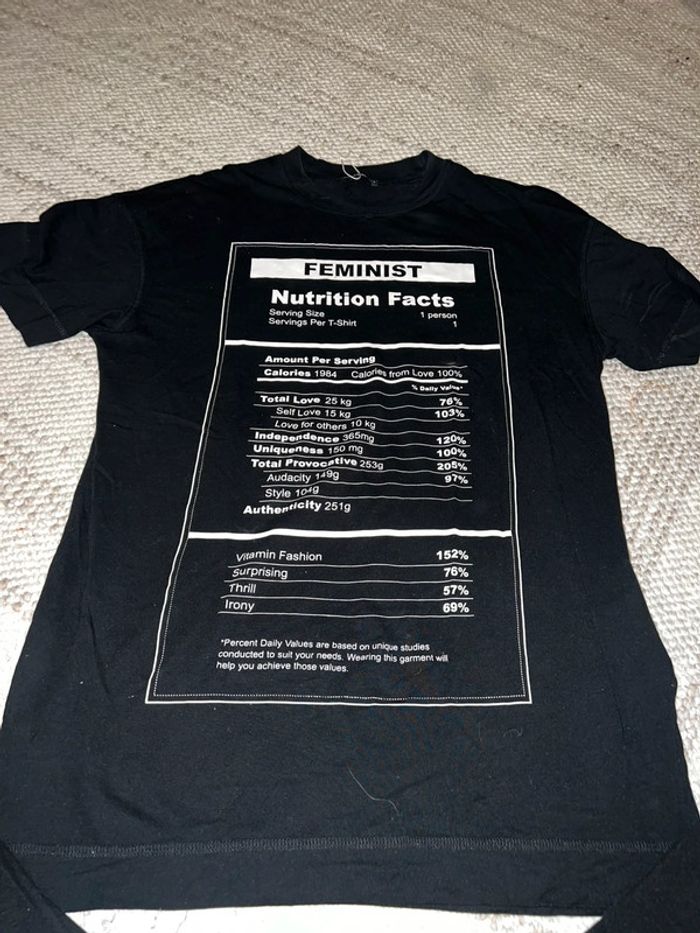 FEMINIST
Nutrition Facts
Serving Size 1 person
Servings Per T-Shirt 1
Amount Per Serving
Calories 1984 Calories from Love 100%
% Daily Value*
Total Love 25 kg 76%
Self Love 15 kg 103%
Love for others 10 kg
Independence 365mg 120%
Uniqueness 150 mg 100%
Total Provocative 253g 205%
Audacity 149g 97%
Style 104g
Authenticity 251g
Vitamin Fashion 152%
Surprising 76%
Thrill 57%
Irony 69%
*Percent Daily Values are based on unique studies
conducted to suit your needs. Wearing this garment will
help you achieve those values.